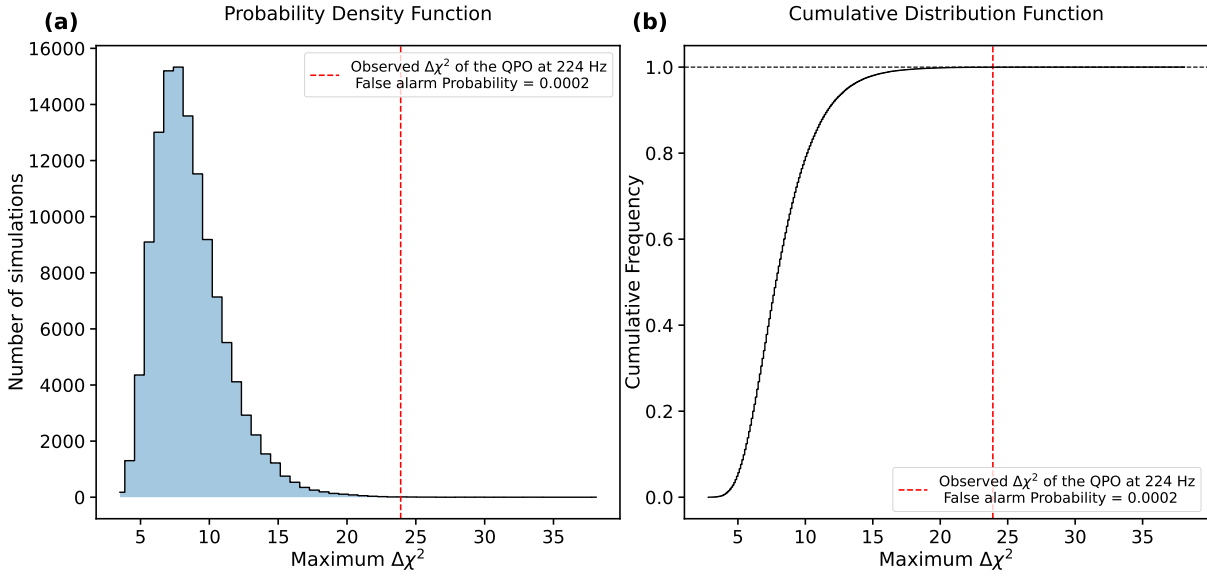 (a)
Probability Density Function
16000
14000
12000
10000
8000
6000
4000
2000
0
Number of simulations
Observed Δχ² of the QPO at 224 Hz
False alarm Probability = 0.0002
5 10 15 20 25 30 35
Maximum Δχ²
(b)
Cumulative Distribution Function
1.0
0.8
0.6
0.4
0.2
0.0
Cumulative Frequency
Observed Δχ² of the QPO at 224 Hz
False alarm Probability = 0.0002
5 10 15 20 25 30 35
Maximum Δχ²